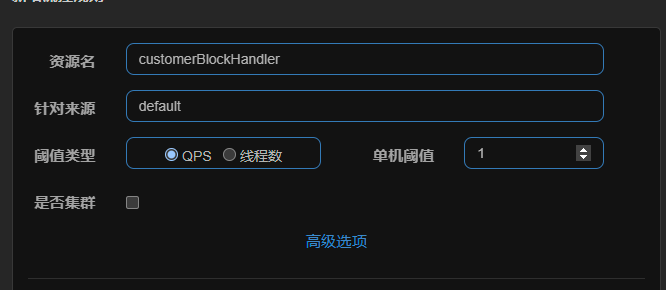 资源名 customerBlockHandler
针对来源 default
阈值类型 QPS 线程数 单机阈值 1
是否集群
高级选项